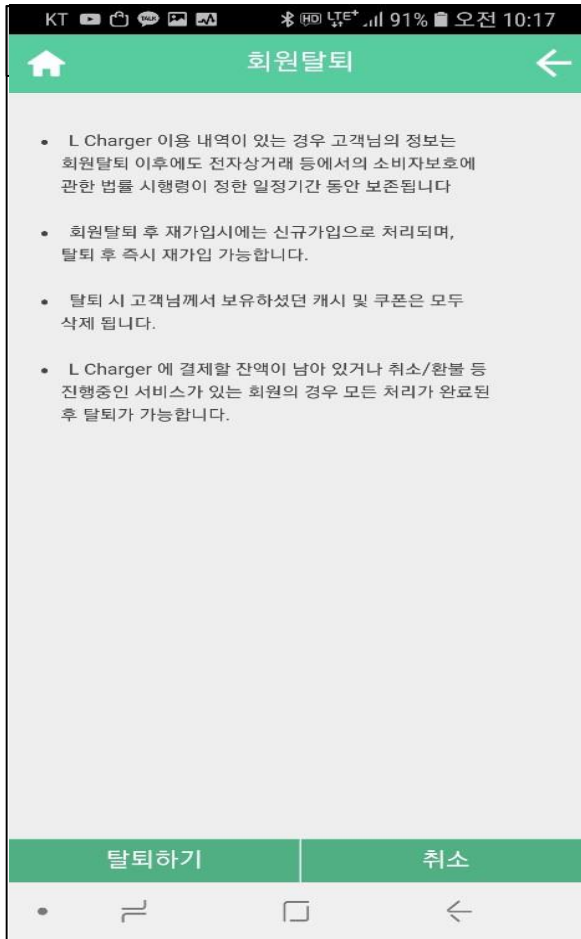 KT 91% 오전 10:17
회원탈퇴
• L Charger 이용 내역이 있는 경우 고객님의 정보는
회원탈퇴 이후에도 전자상거래 등에서의 소비자보호에
관한 법률 시행령이 정한 일정기간 동안 보존됩니다
• 회원탈퇴 후 재가입시에는 신규가입으로 처리되며,
탈퇴 후 즉시 재가입 가능합니다.
• 탈퇴 시 고객님께서 보유하셨던 캐시 및 쿠폰은 모두
삭제 됩니다.
• L Charger 에 결제할 잔액이 남아 있거나 취소/환불 등
진행중인 서비스가 있는 회원의 경우 모든 처리가 완료된
후 탈퇴가 가능합니다.
탈퇴하기 취소